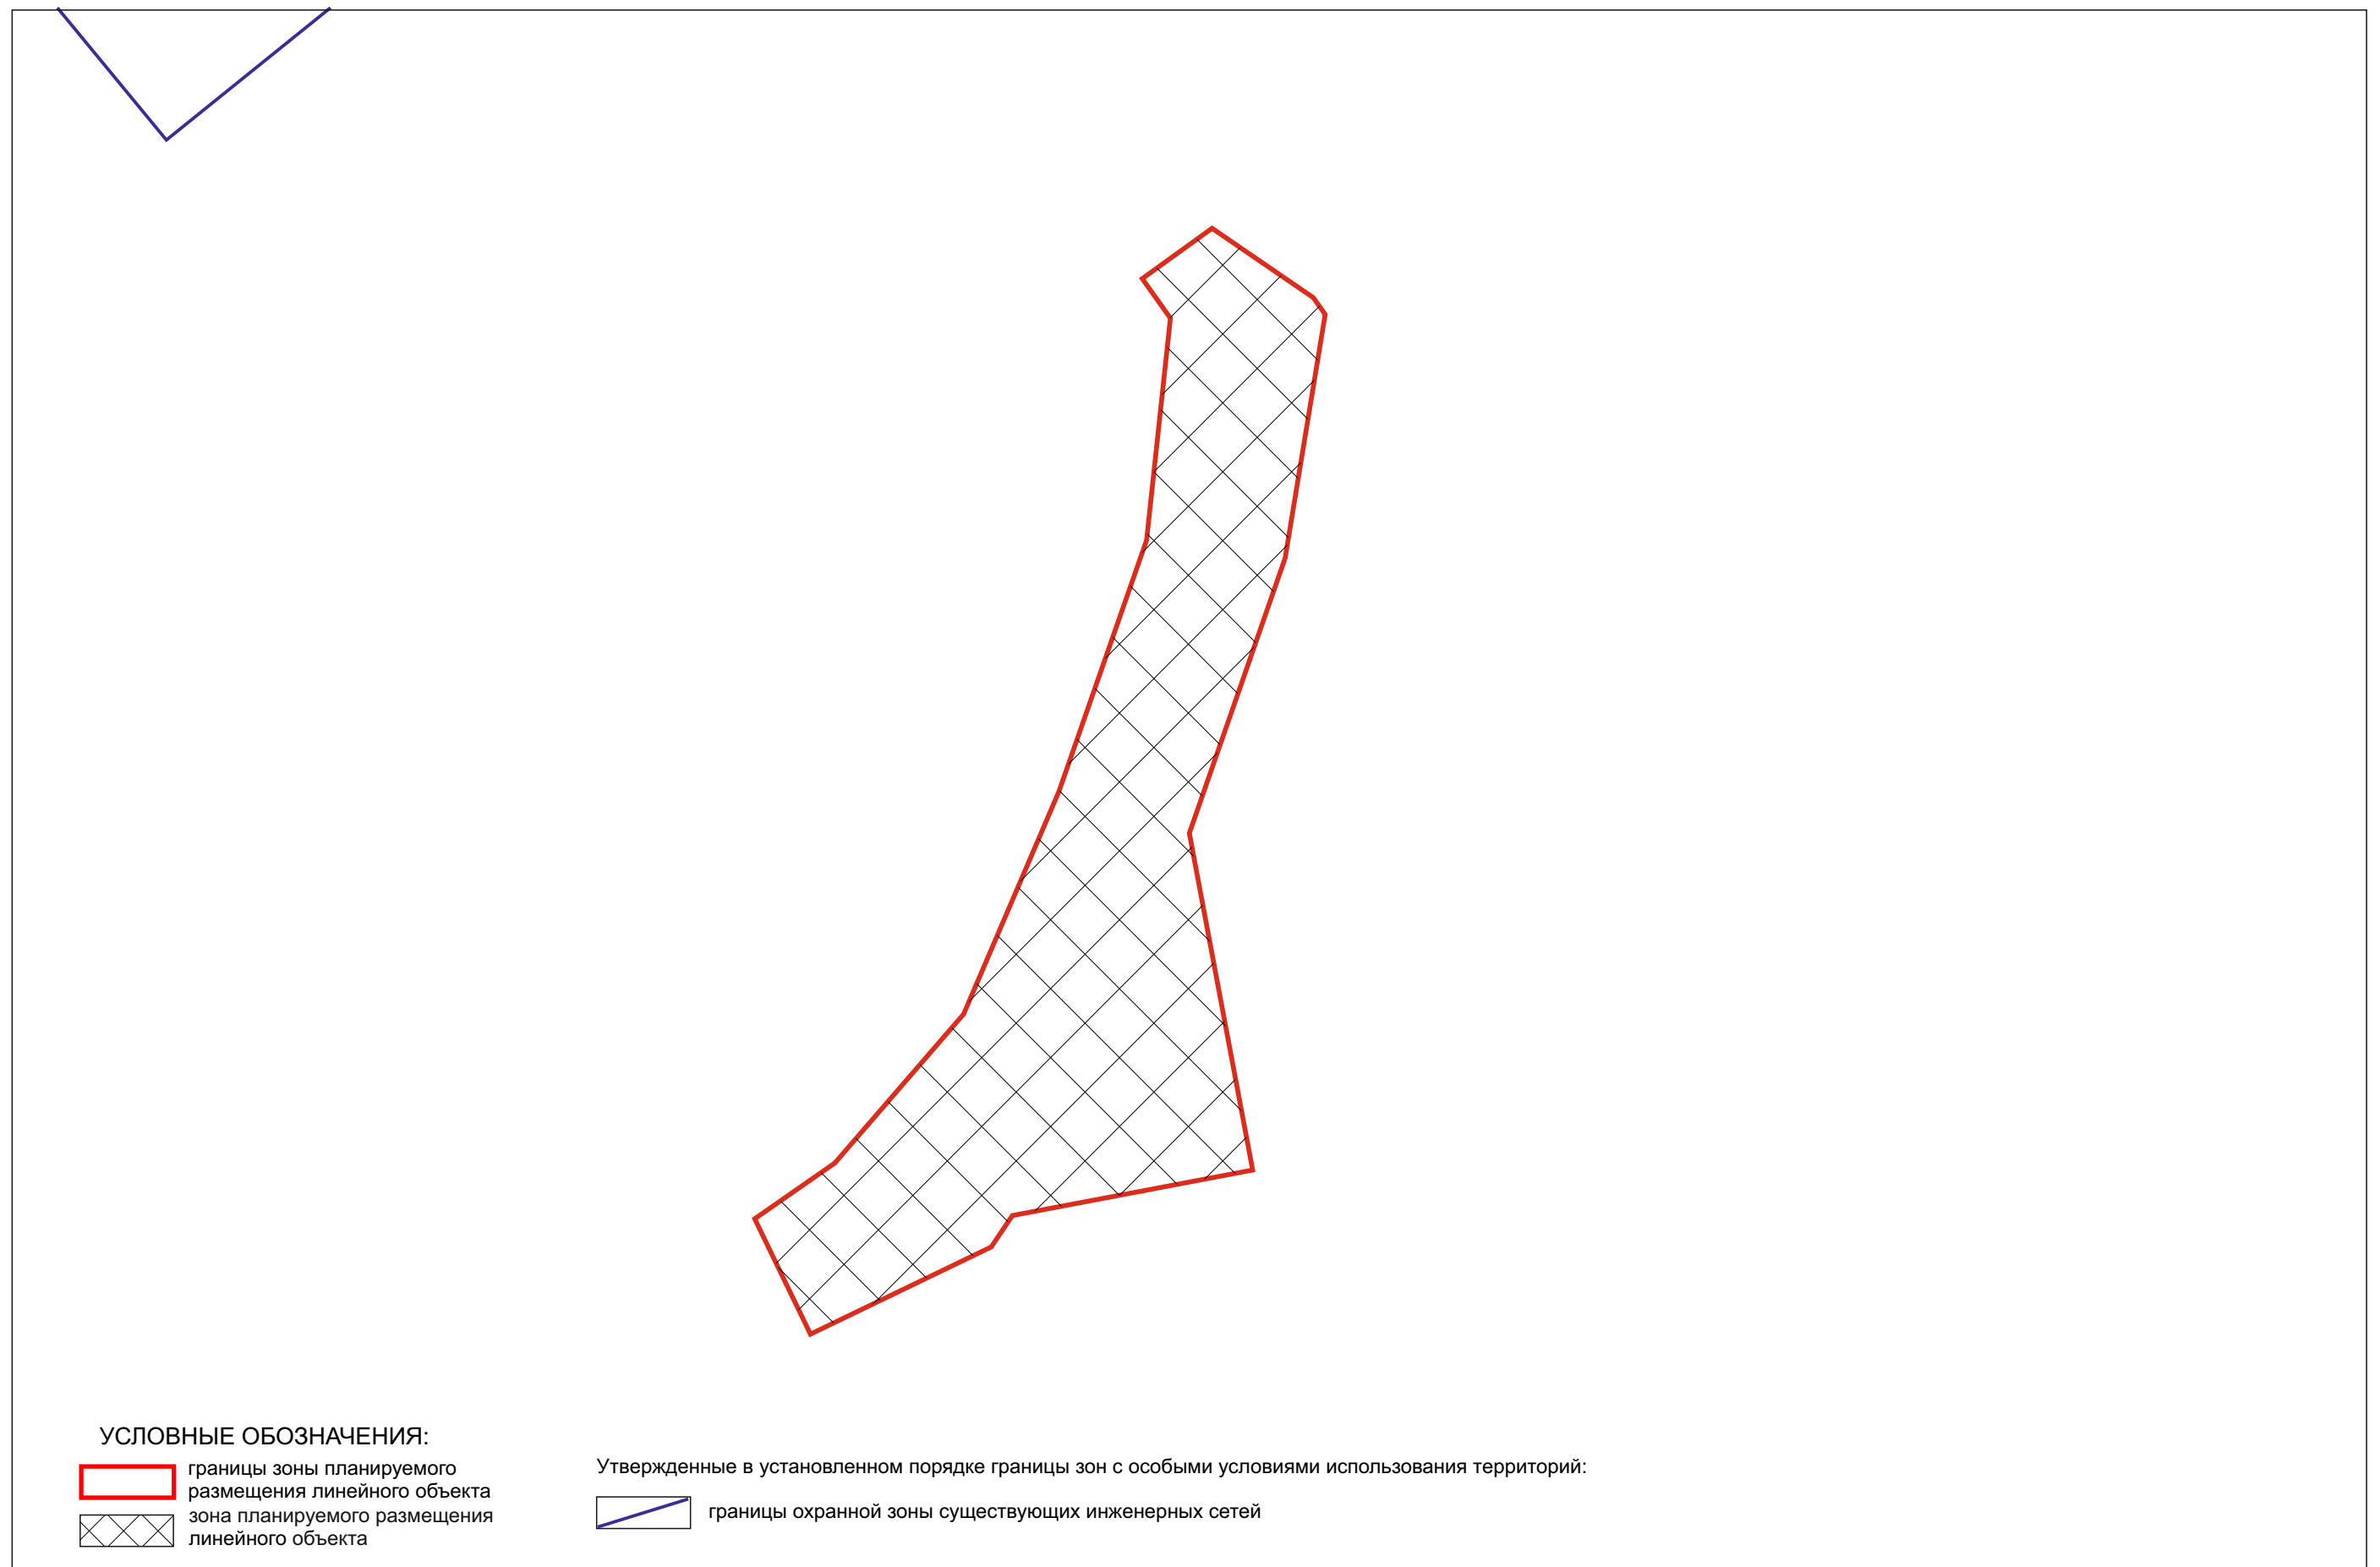 УСЛОВНЫЕ ОБОЗНАЧЕНИЯ:
границы зоны планируемого
размещения линейного объекта
зона планируемого размещения
линейного объекта
Утвержденные в установленном порядке границы зон с особыми условиями использования территорий:
границы охранной зоны существующих инженерных сетей